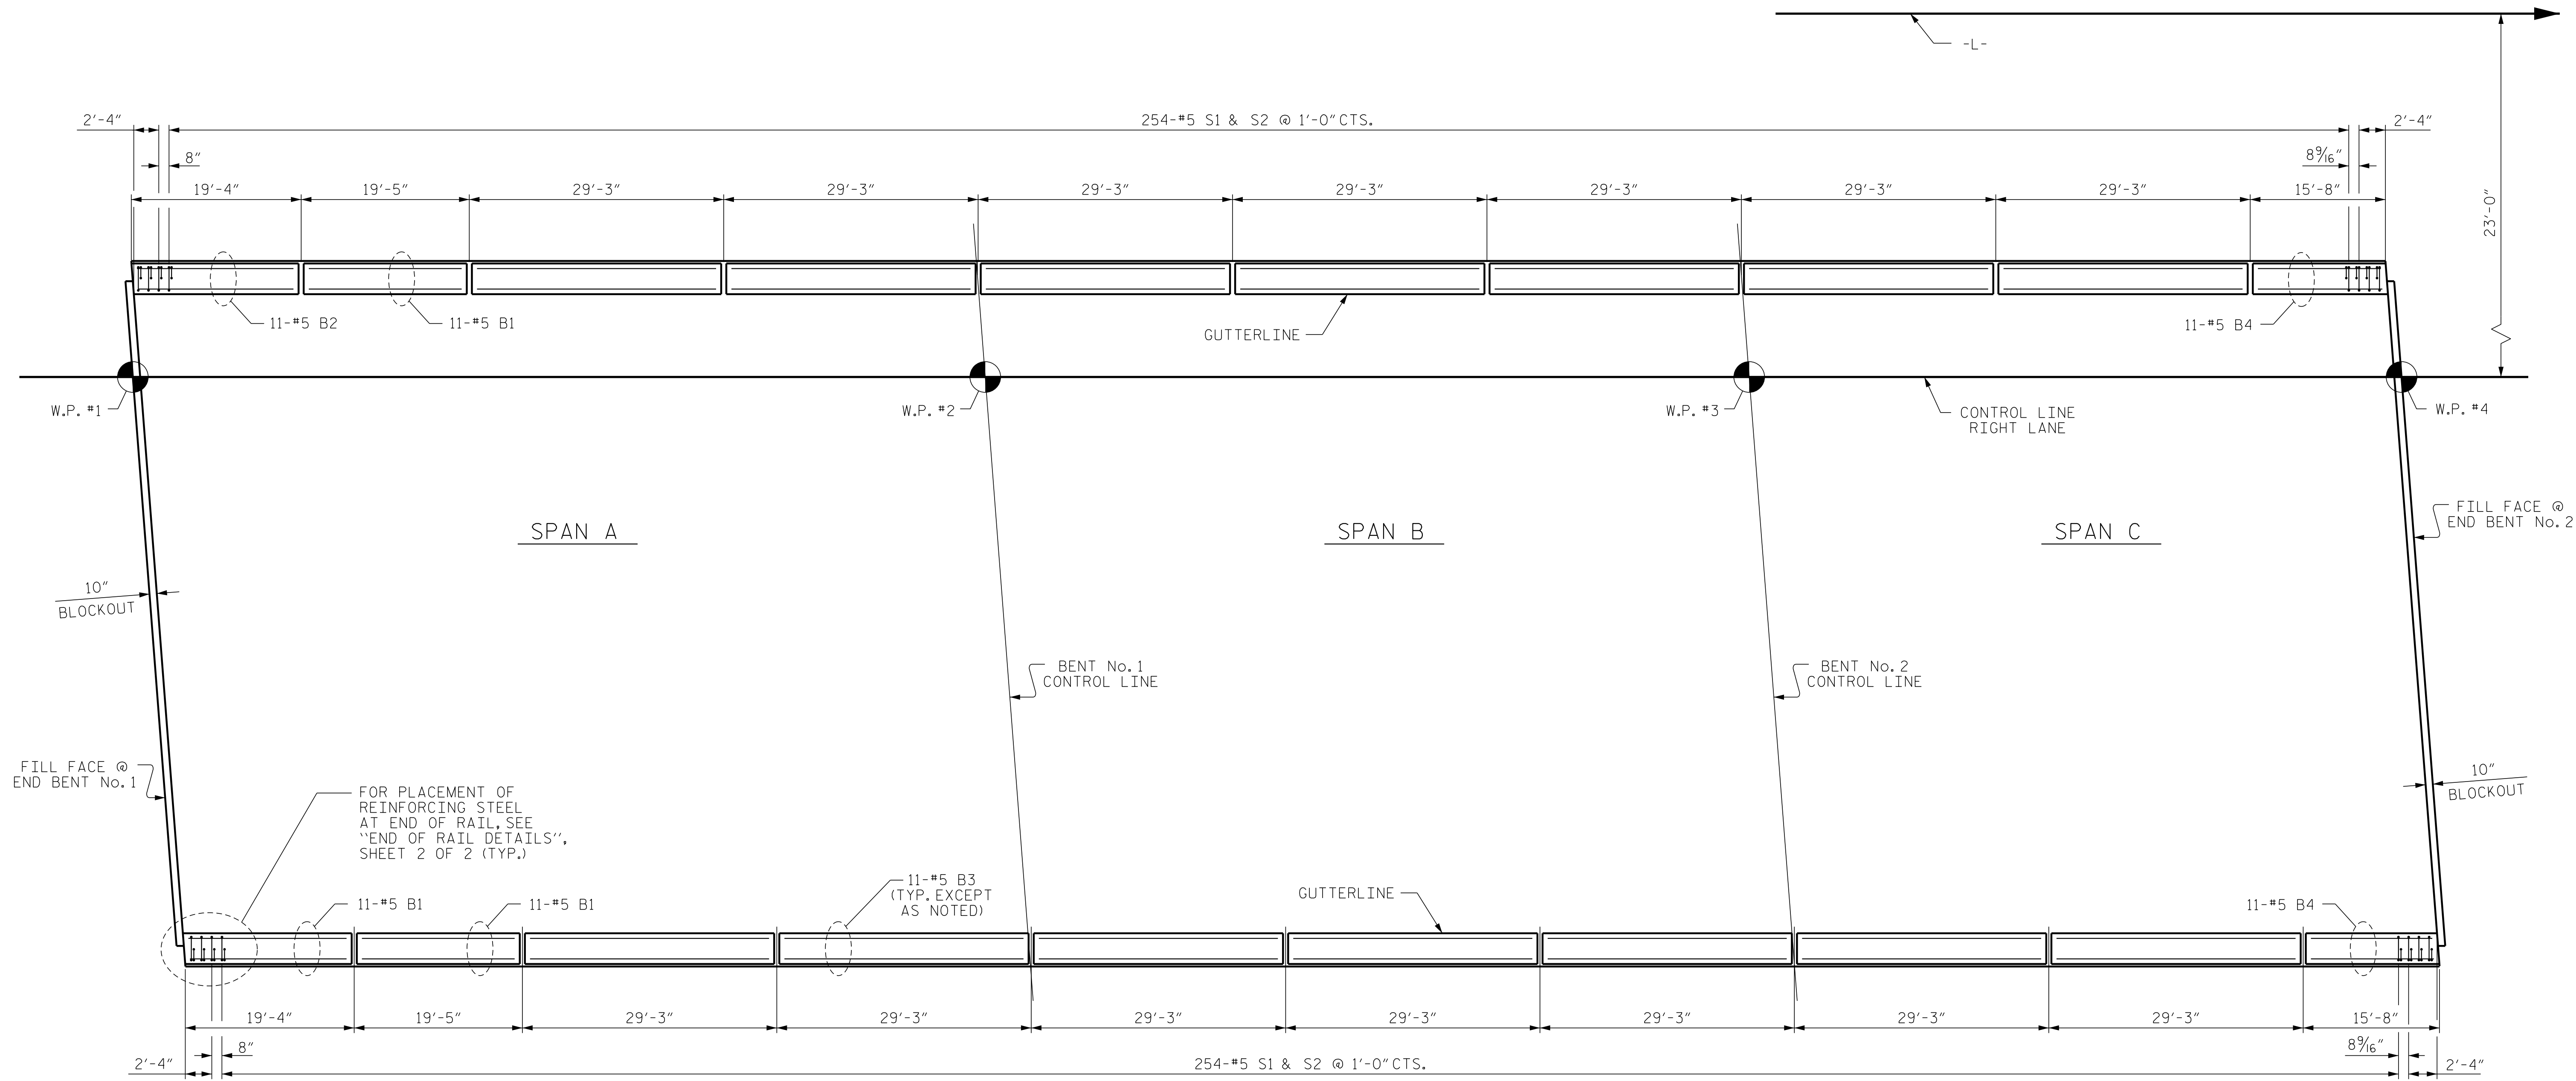 -L-
2'-4"
254-#5 S1 & S2 @ 1'-0" CTS.
2'-4"
8"
8 9/16"
19'-4"
19'-5"
29'-3"
29'-3"
29'-3"
29'-3"
29'-3"
29'-3"
29'-3"
15'-8"
23'-0"
11-#5 B2
11-#5 B1
GUTTERLINE
11-#5 B4
W.P. #1
W.P. #2
W.P. #3
CONTROL LINE
RIGHT LANE
W.P. #4
SPAN A
SPAN B
SPAN C
FILL FACE @
END BENT No. 2
10"
BLOCKOUT
BENT No. 1
CONTROL LINE
BENT No. 2
CONTROL LINE
FILL FACE @
END BENT No. 1
10"
BLOCKOUT
FOR PLACEMENT OF
REINFORCING STEEL
AT END OF RAIL, SEE
``END OF RAIL DETAILS'',
SHEET 2 OF 2 (TYP.)
11-#5 B1
11-#5 B1
11-#5 B3
(TYP. EXCEPT
AS NOTED)
GUTTERLINE
11-#5 B4
19'-4"
19'-5"
29'-3"
29'-3"
29'-3"
29'-3"
29'-3"
29'-3"
29'-3"
15'-8"
8"
8 9/16"
2'-4"
254-#5 S1 & S2 @ 1'-0" CTS.
2'-4"